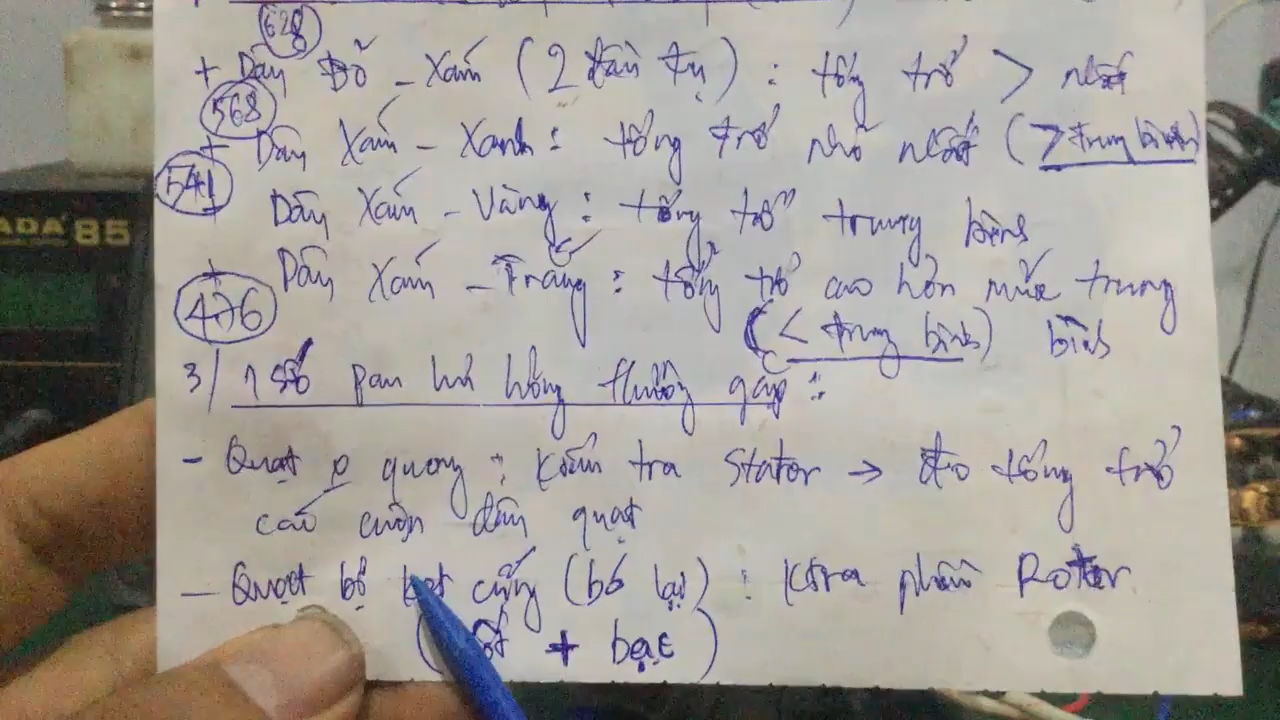 628
+ Dây Đỏ - Xám (2 đầu tụ) : tổng trở > nhất
568
+ Dây Xám - Xanh : tổng trở nhỏ nhất (> trung bình)
541
Dây Xám - Vàng : tổng trở trung bình
+ Dây Xám - Trắng : tổng trở cao hơn mức trung
476
(< trung bình) bình
3/ 1 số pan hư hỏng thường gặp :
- Quạt o quay : Kiểm tra Stator → đo tổng trở
các cuộn dây quạt
- Quạt bị cứng (bó lại) : Ktra phần Rotor
+ bạc)
ADA 85